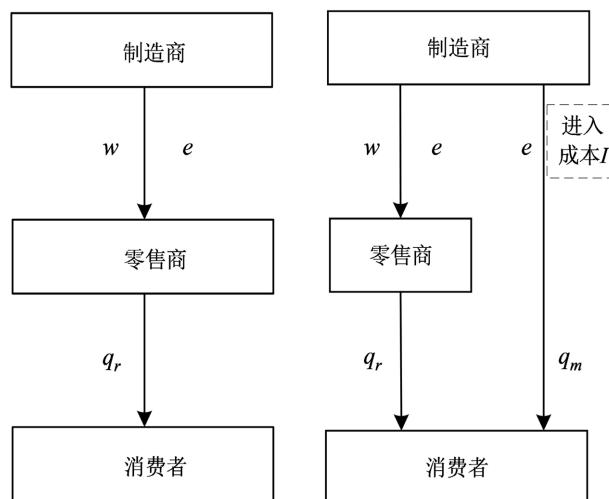 制造商
w e
零售商
q_r
消费者
制造商
w e e
进入
成本I
零售商
q_r q_m
消费者